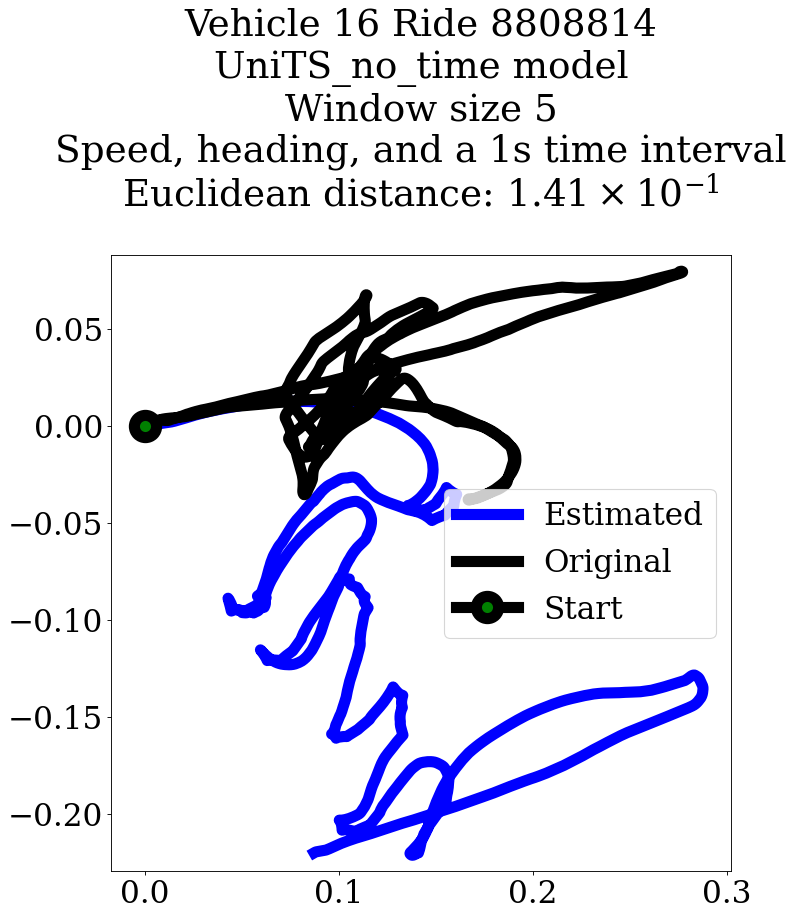 Vehicle 16 Ride 8808814
UniTS_no_time model
Window size 5
Speed, heading, and a 1s time interval
Euclidean distance: 1.41 × 10⁻¹
0.05
0.00
−0.05
−0.10
−0.15
−0.20
Estimated
Original
Start
0.0
0.1
0.2
0.3